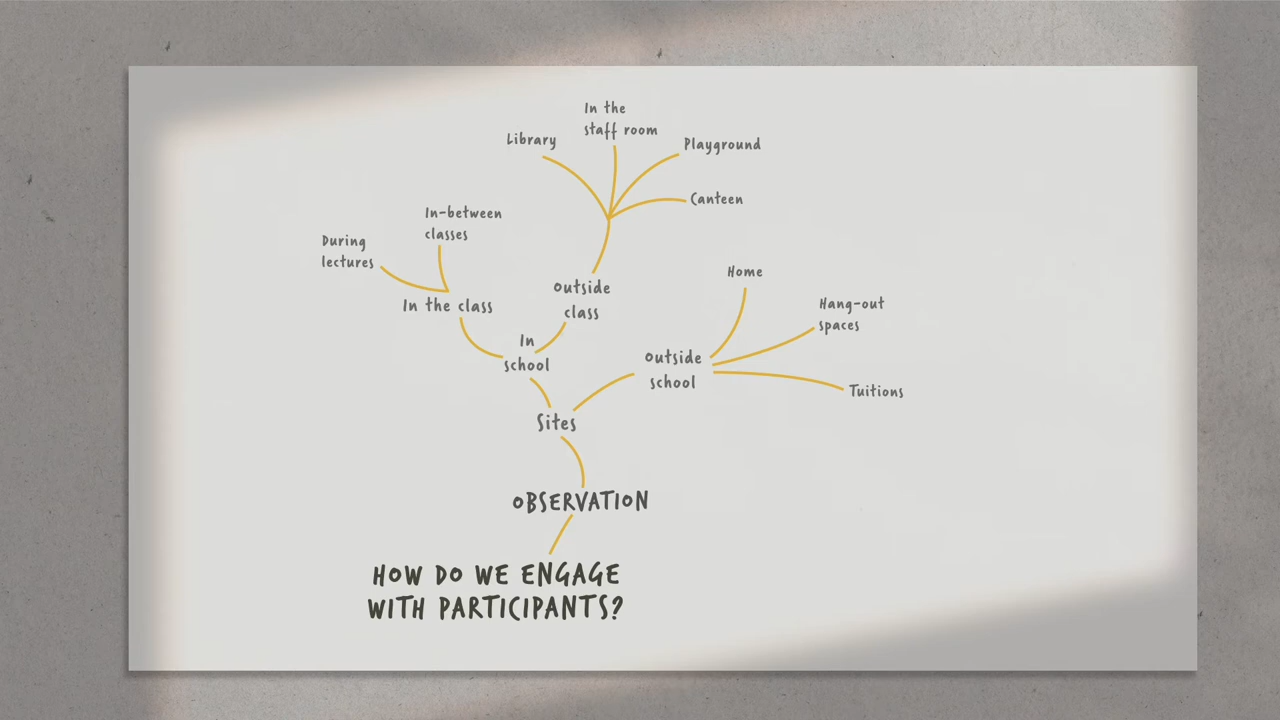 In the
staff room
Library
Playground
Canteen
In-between
classes
During
lectures
In the class
Outside
class
Home
Hang-out
spaces
In
school
Outside
school
Tuitions
Sites
OBSERVATION
HOW DO WE ENGAGE
WITH PARTICIPANTS?